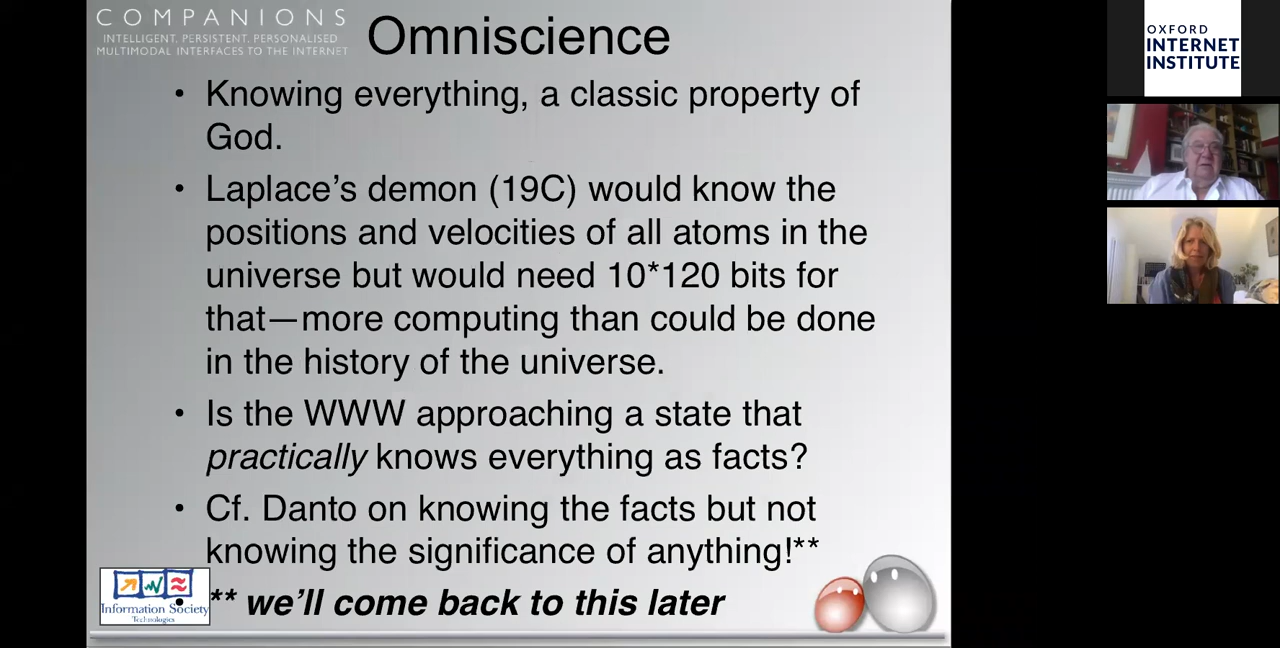 COMPANIONS
INTELLIGENT, PERSISTENT, PERSONALISED
MULTIMODAL INTERFACES TO THE INTERNET
Omniscience
• Knowing everything, a classic property of
God.
• Laplace’s demon (19C) would know the
positions and velocities of all atoms in the
universe but would need 10*120 bits for
that—more computing than could be done
in the history of the universe.
• Is the WWW approaching a state that
practically knows everything as facts?
• Cf. Danto on knowing the facts but not
knowing the significance of anything!**
** we’ll come back to this later
Information Society
Technologies
OXFORD
INTERNET
INSTITUTE